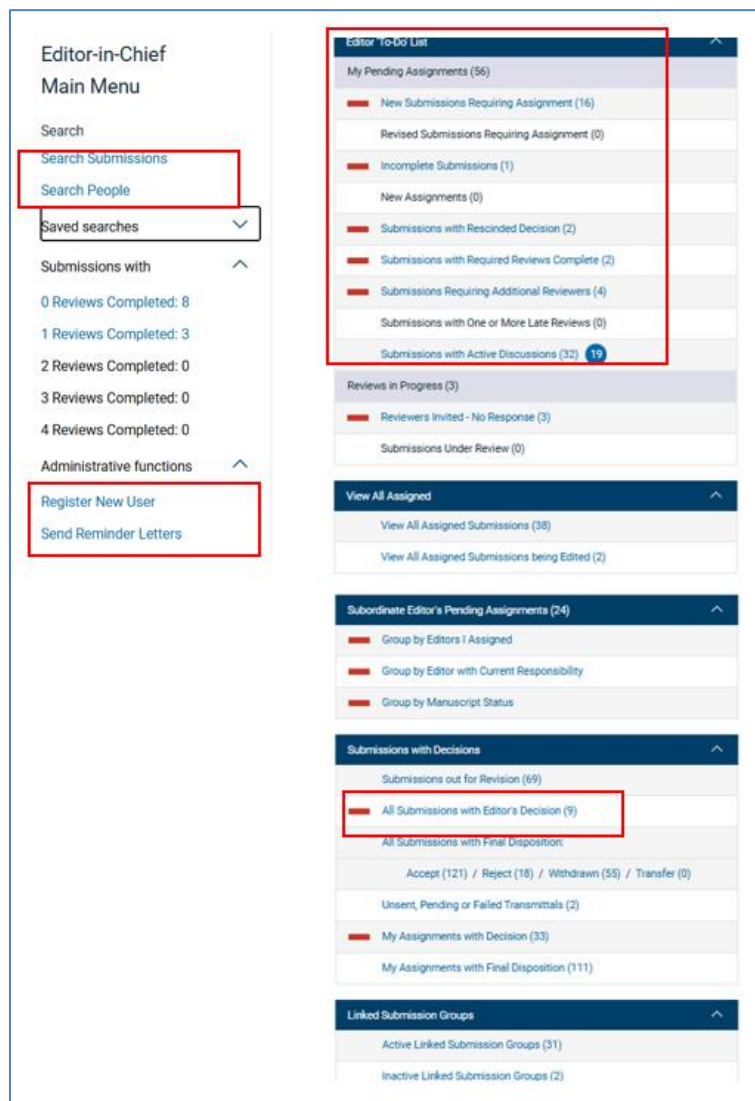 Editor-in-Chief
Main Menu
Search
Search Submissions
Search People
Saved searches
Submissions with
0 Reviews Completed: 8
1 Reviews Completed: 3
2 Reviews Completed: 0
3 Reviews Completed: 0
4 Reviews Completed: 0
Administrative functions
Register New User
Send Reminder Letters
Editor 'To-Do' List
My Pending Assignments (56)
New Submissions Requiring Assignment (16)
Revised Submissions Requiring Assignment (0)
Incomplete Submissions (1)
New Assignments (0)
Submissions with Rescinded Decision (2)
Submissions with Required Reviews Complete (2)
Submissions Requiring Additional Reviewers (4)
Submissions with One or More Late Reviews (0)
Submissions with Active Discussions (32) 19
Reviews in Progress (3)
Reviewers Invited - No Response (3)
Submissions Under Review (0)
View All Assigned
View All Assigned Submissions (38)
View All Assigned Submissions being Edited (2)
Subordinate Editor's Pending Assignments (24)
Group by Editors I Assigned
Group by Editor with Current Responsibility
Group by Manuscript Status
Submissions with Decisions
Submissions out for Revision (69)
All Submissions with Editor's Decision (9)
All Submissions with Final Disposition:
Accept (121) / Reject (18) / Withdrawn (55) / Transfer (0)
Unsent, Pending or Failed Transmittals (2)
My Assignments with Decision (33)
My Assignments with Final Disposition (111)
Linked Submission Groups
Active Linked Submission Groups (31)
Inactive Linked Submission Groups (2)